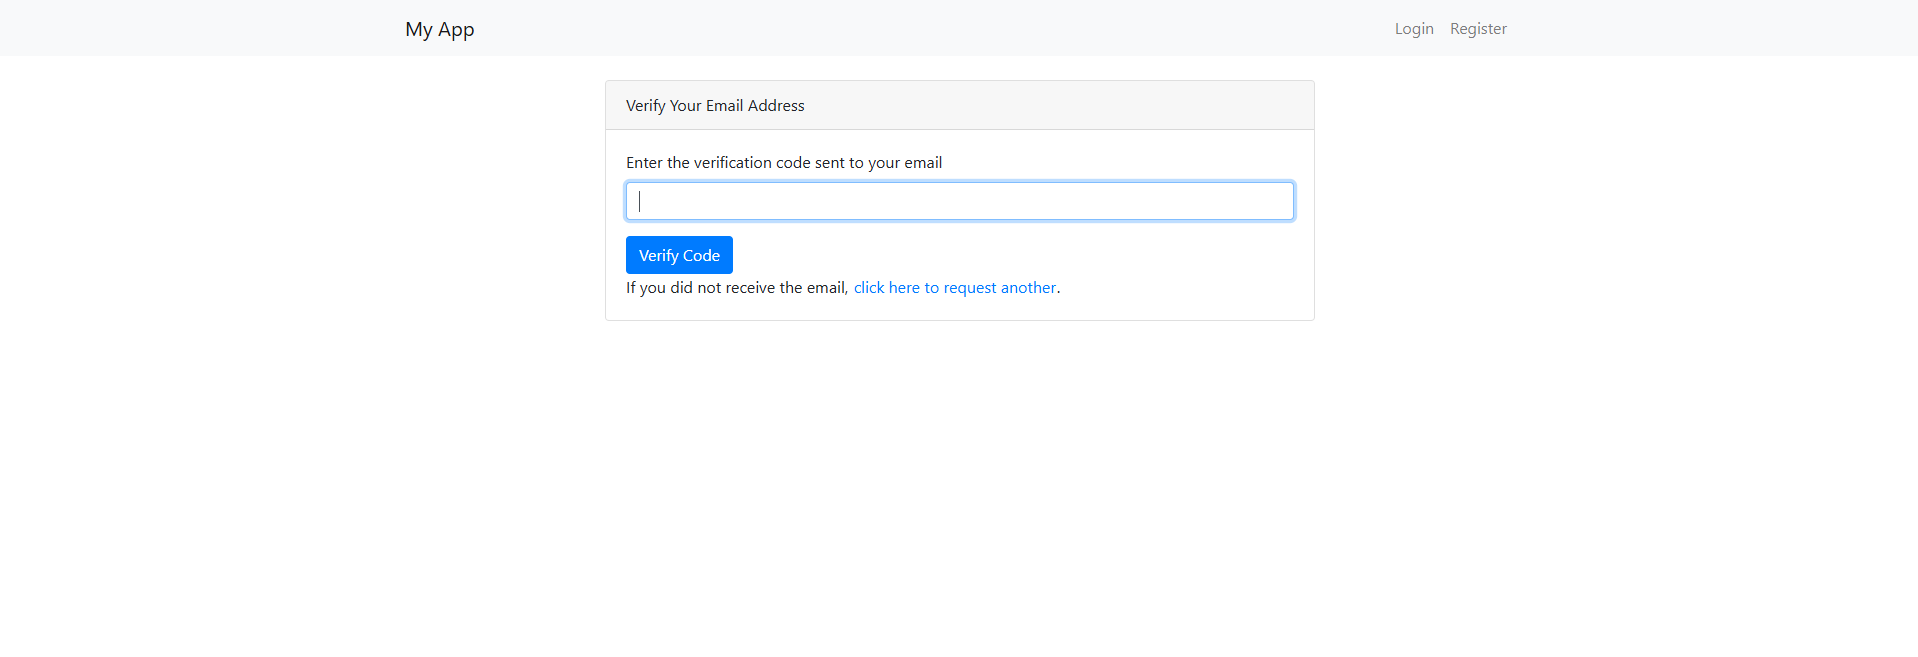 My App Login Register
Verify Your Email Address
Enter the verification code sent to your email
Verify Code
If you did not receive the email, click here to request another.